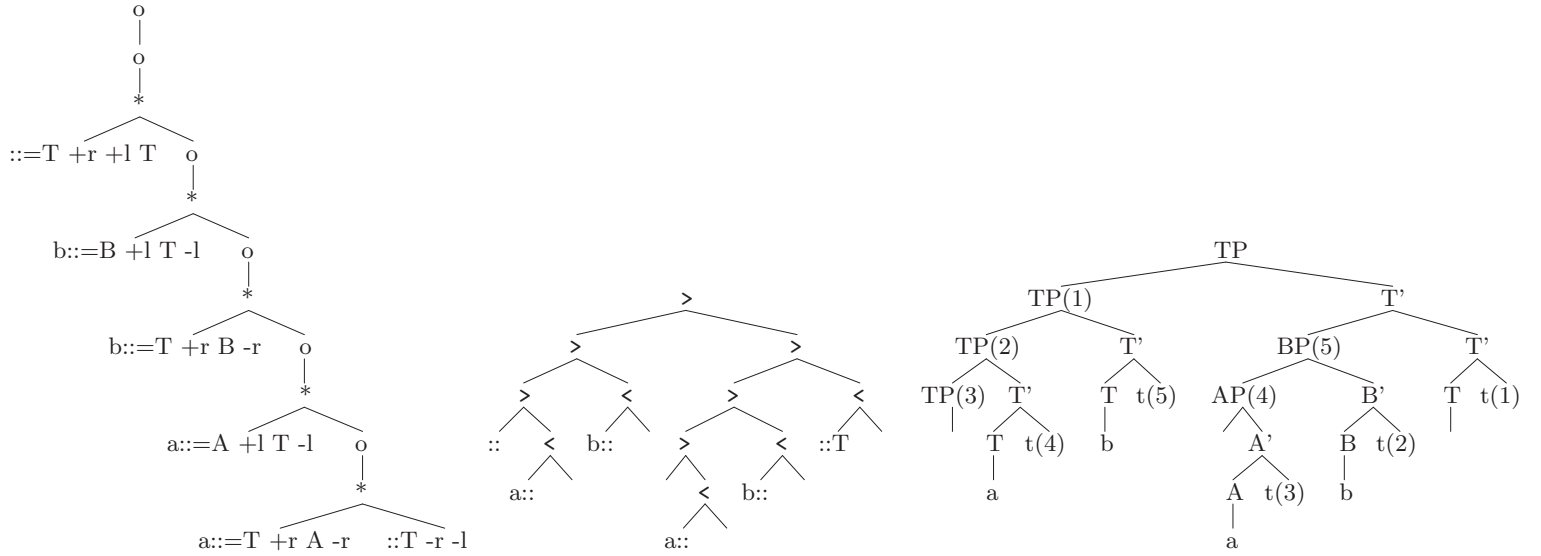 o
o
*
::=T +r +l T o
*
b::=B +l T -l o TP
* > TP(1) T'
b::=T +r B -r o > > TP(2) T' BP(5) T'
* > < > < TP(3) T' T t(5) AP(4) B' T t(1)
a::=A +l T -l o :: < b:: > < ::T T t(4) b A' B t(2)
* a:: < b:: a A t(3) b
a::=T +r A -r ::T -r -l a:: a